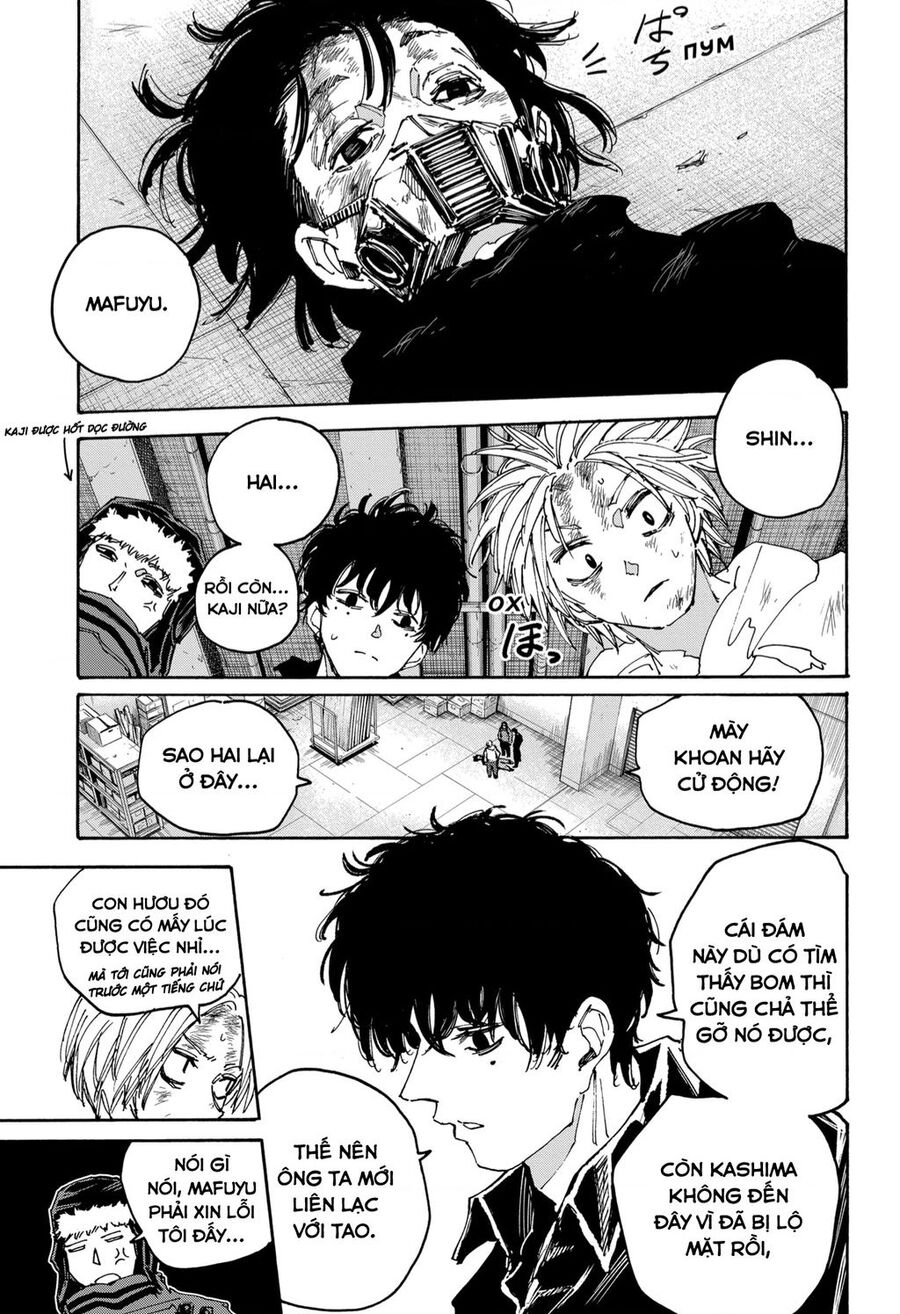 ぱち
ПУМ
MAFUYU.
SHIN...
KAJI ĐƯỢC HỐT DỌC ĐƯỜNG
HAI...
RỒI CÒN...
KAJI NỮA?
ОХ
ほっ
MÀY
KHOAN HÃY
CỬ ĐỘNG!
SAO HAI LẠI
Ở ĐÂY...
CÁI ĐÁM
NÀY DÙ CÓ TÌM
THẤY BOM THÌ
CŨNG CHẢ THỂ
GỠ NÓ ĐƯỢC,
CÒN KASHIMA
KHÔNG ĐẾN
ĐÂY VÌ ĐÃ BỊ LỘ
MẶT RỒI,
THẾ NÊN
ÔNG TA MỚI
LIÊN LẠC
VỚI TAO.
CON HƯƠU ĐÓ
CŨNG CÓ MẤY LÚC
ĐƯỢC VIỆC NHỈ...
MÀ TỚI CŨNG PHẢI NÓI
TRƯỚC MỘT TIẾNG CHỨ
NÓI GÌ
NÓI, MAFUYU
PHẢI XIN LỖI
TÔI ĐẤY...